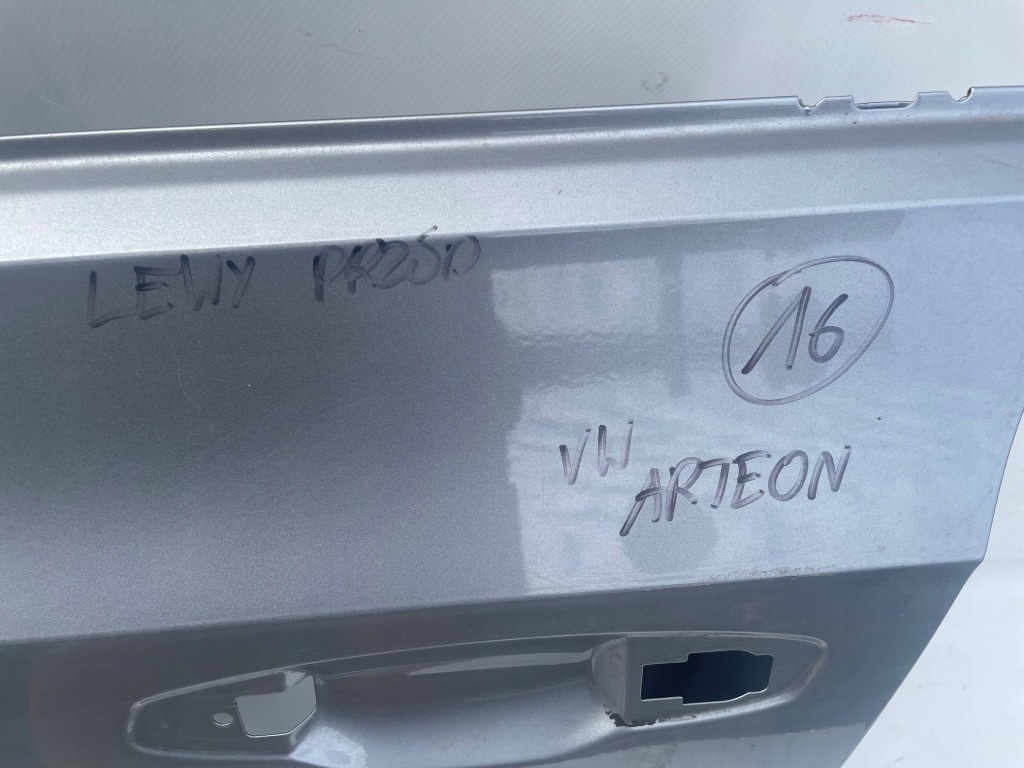 LEWY PRZÓD
16
VW
ARTEON